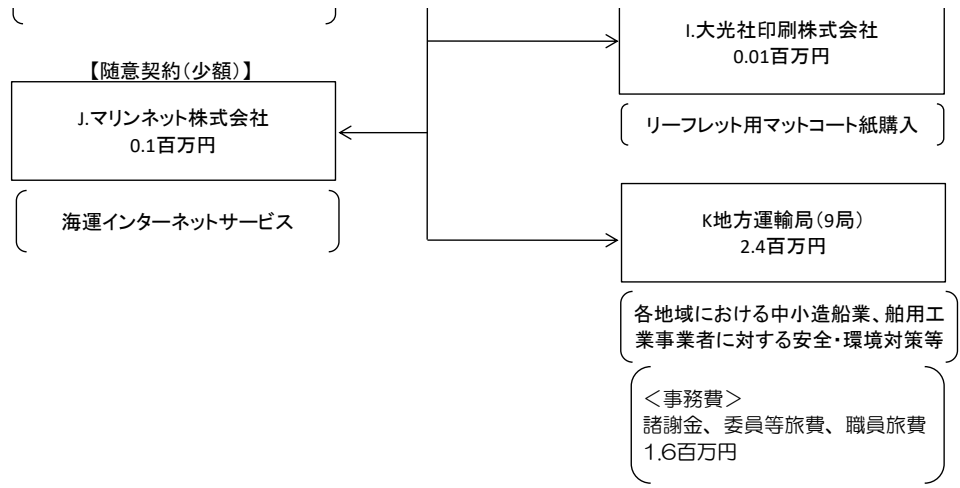 I.大光社印刷株式会社
0.01百万円
リーフレット用マットコート紙購入
【随意契約(少額)】
J.マリンネット株式会社
0.1百万円
海運インターネットサービス
K地方運輸局(9局)
2.4百万円
各地域における中小造船業、舶用工
業事業者に対する安全・環境対策等
＜事務費＞
諸謝金、委員等旅費、職員旅費
1.6百万円